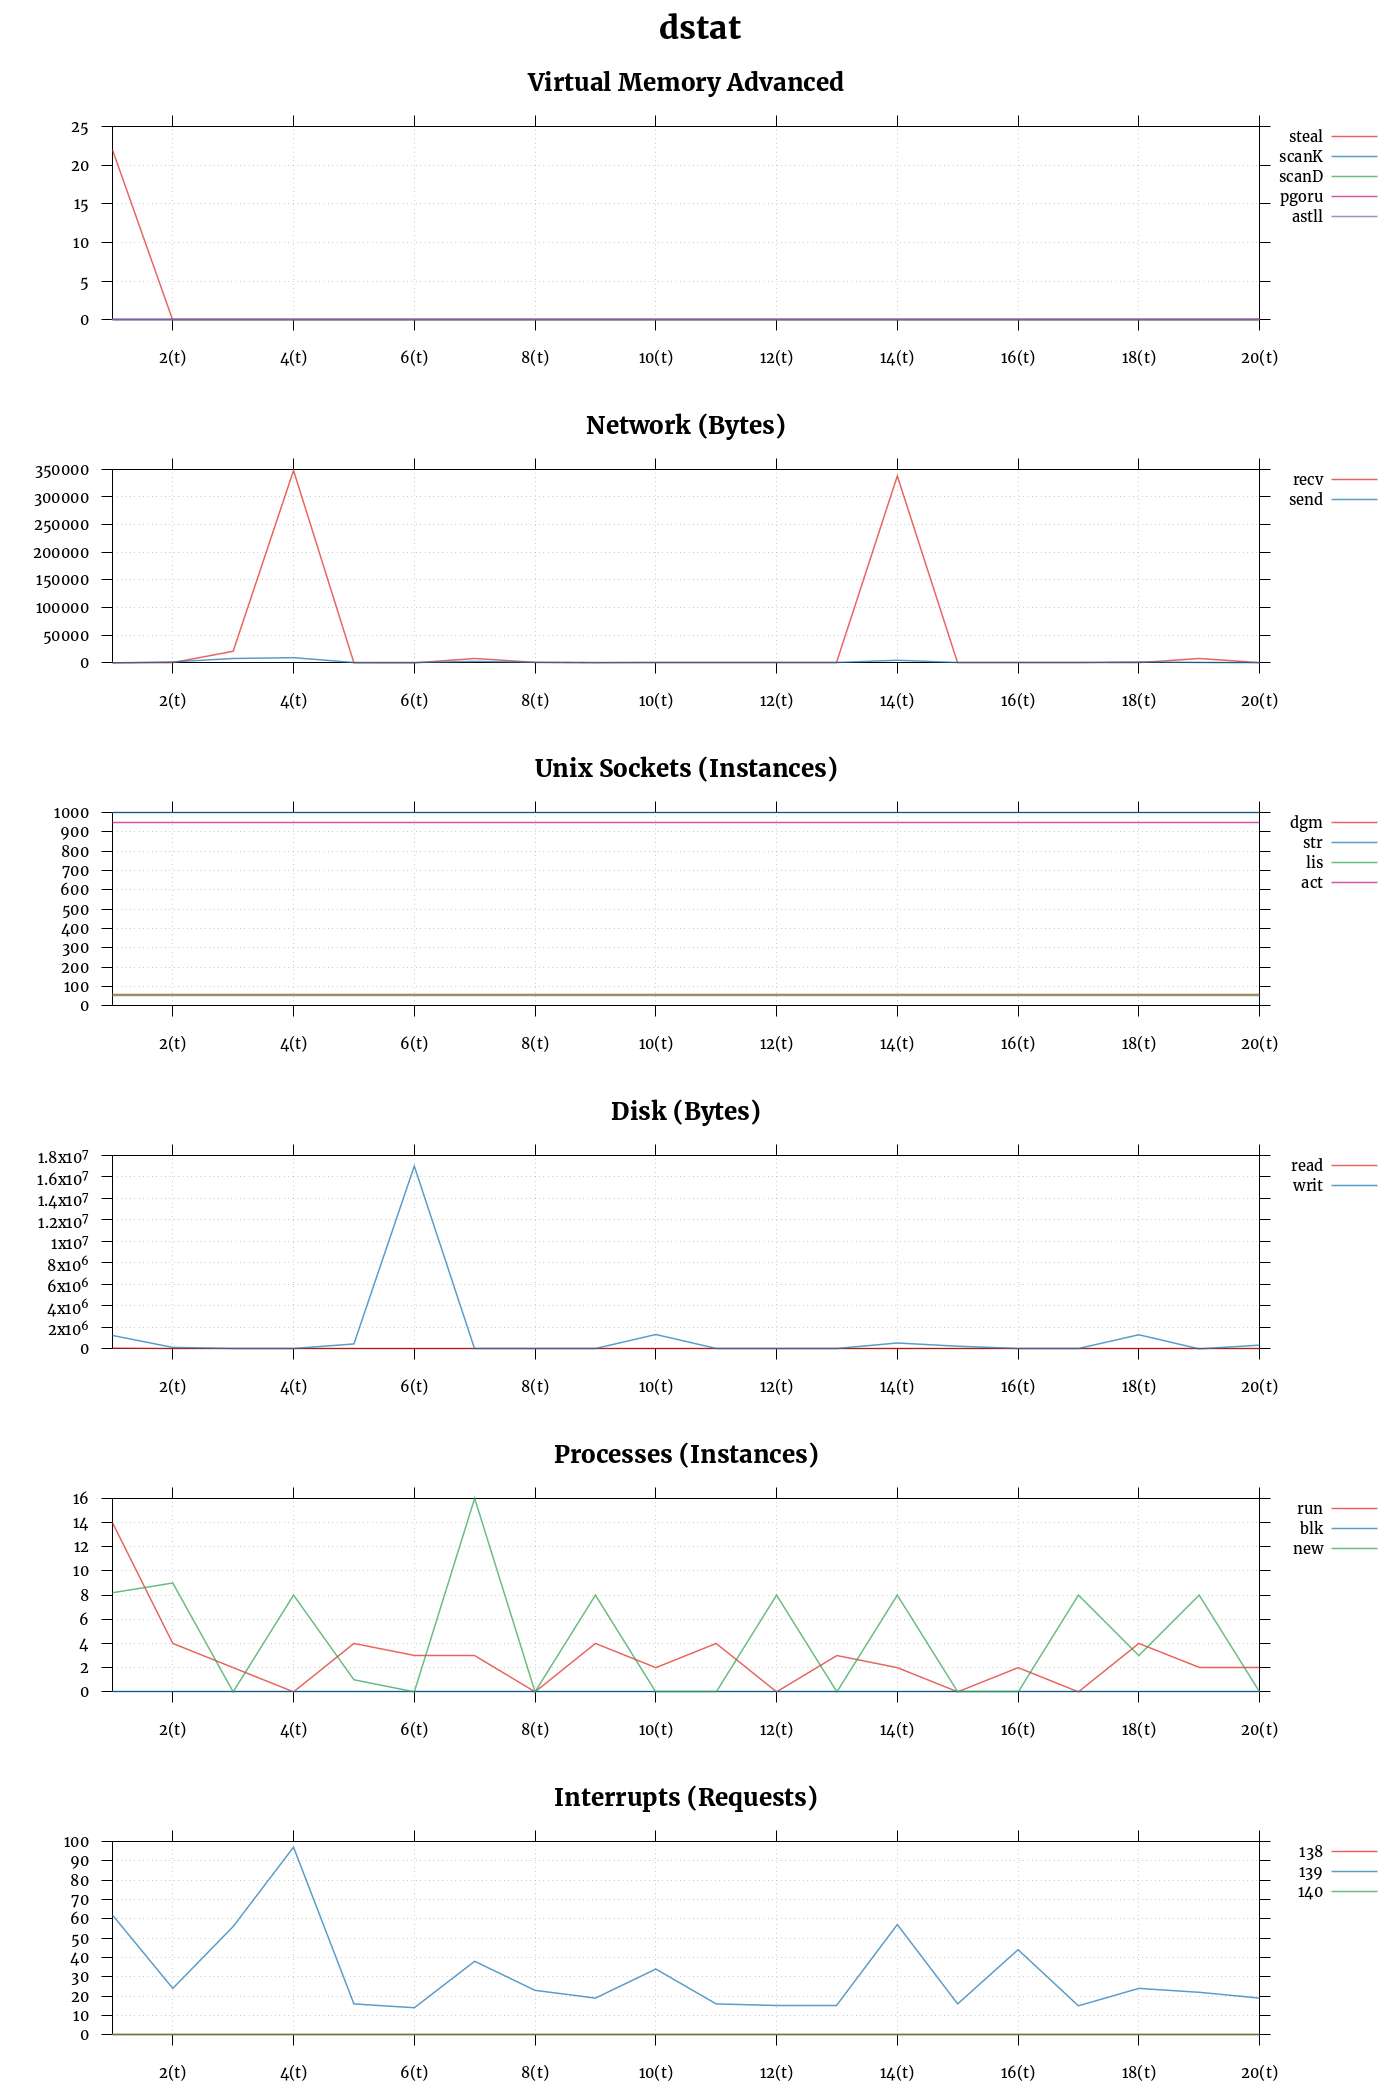 dstat
Virtual Memory Advanced
25
20
15
10
5
0
2(t) 4(t) 6(t) 8(t) 10(t) 12(t) 14(t) 16(t) 18(t) 20(t)
steal
scanK
scanD
pgoru
astll
Network (Bytes)
350000
300000
250000
200000
150000
100000
50000
0
2(t) 4(t) 6(t) 8(t) 10(t) 12(t) 14(t) 16(t) 18(t) 20(t)
recv
send
Unix Sockets (Instances)
1000
900
800
700
600
500
400
300
200
100
0
2(t) 4(t) 6(t) 8(t) 10(t) 12(t) 14(t) 16(t) 18(t) 20(t)
dgm
str
lis
act
Disk (Bytes)
1.8x10⁷
1.6x10⁷
1.4x10⁷
1.2x10⁷
1x10⁷
8x10⁶
6x10⁶
4x10⁶
2x10⁶
0
2(t) 4(t) 6(t) 8(t) 10(t) 12(t) 14(t) 16(t) 18(t) 20(t)
read
writ
Processes (Instances)
16
14
12
10
8
6
4
2
0
2(t) 4(t) 6(t) 8(t) 10(t) 12(t) 14(t) 16(t) 18(t) 20(t)
run
blk
new
Interrupts (Requests)
100
90
80
70
60
50
40
30
20
10
0
2(t) 4(t) 6(t) 8(t) 10(t) 12(t) 14(t) 16(t) 18(t) 20(t)
138
139
140